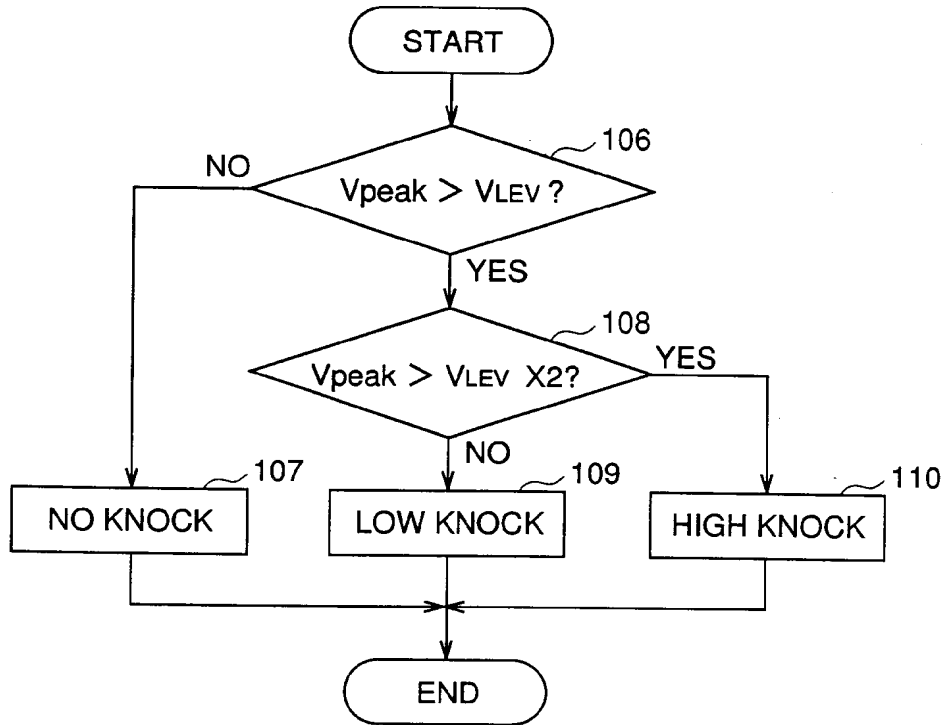 START
106
NO
Vpeak > VLEV ?
YES
108
YES
Vpeak > VLEV X2?
NO
107
109
110
NO KNOCK
LOW KNOCK
HIGH KNOCK
END